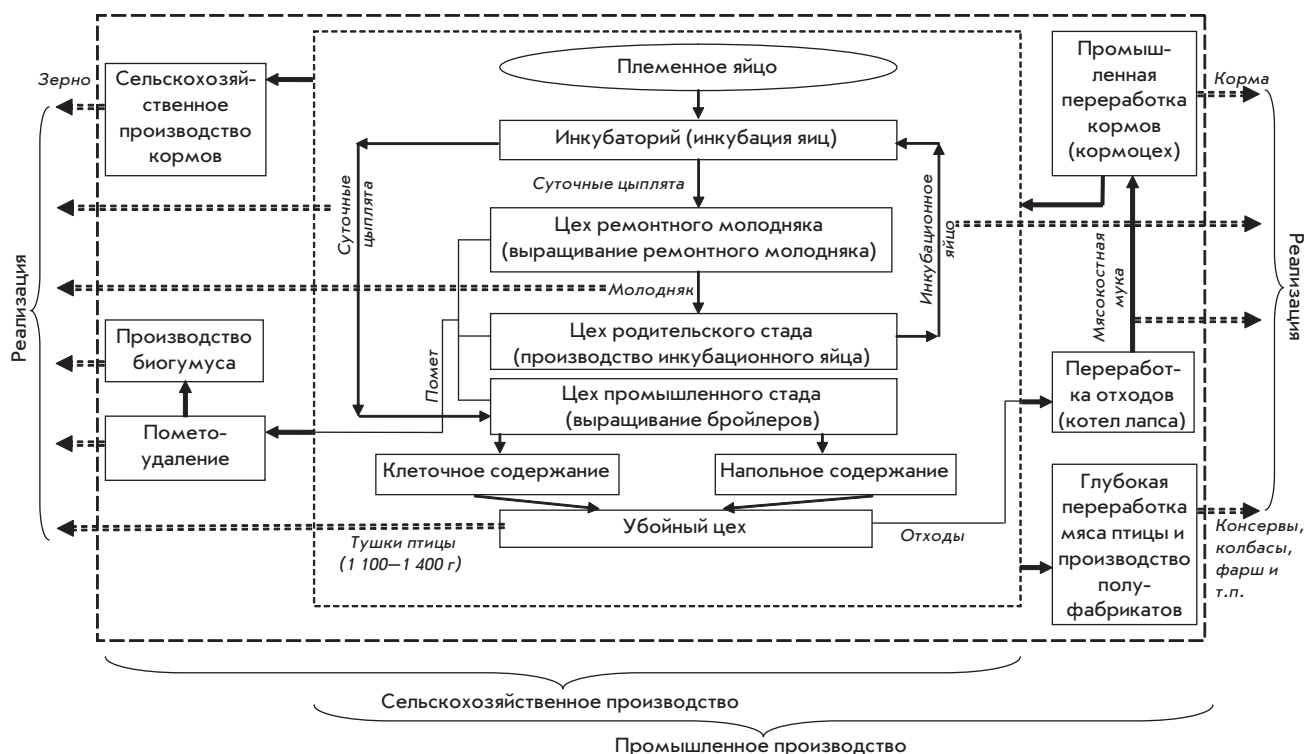 Зерно
Сельскохозяй-
ственное
производство
кормов
Племенное яйцо
Промыш-
ленная
переработка
кормов
(кормоцех)
Корма
Инкубаторий (инкубация яиц)
Суточные
цыплята
Суточные цыплята
Инкубационное
яйцо
Цех ремонтного молодняка
(выращивание ремонтного молодняка)
Молодняк
Мясокостная
мука
Реализация
Реализация
Цех родительского стада
(производство инкубационного яйца)
Производство
биогумуса
Помет
Цех промышленного стада
(выращивание бройлеров)
Переработ-
ка отходов
(котел лапса)
Помето-
удаление
Клеточное содержание
Напольное содержание
Убойный цех
Тушки птицы
(1 100—1 400 г)
Отходы
Глубокая
переработка
мяса птицы и
производство
полу-
фабрикатов
Консервы,
колбасы,
фарш и
т.п.
Сельскохозяйственное производство
Промышленное производство